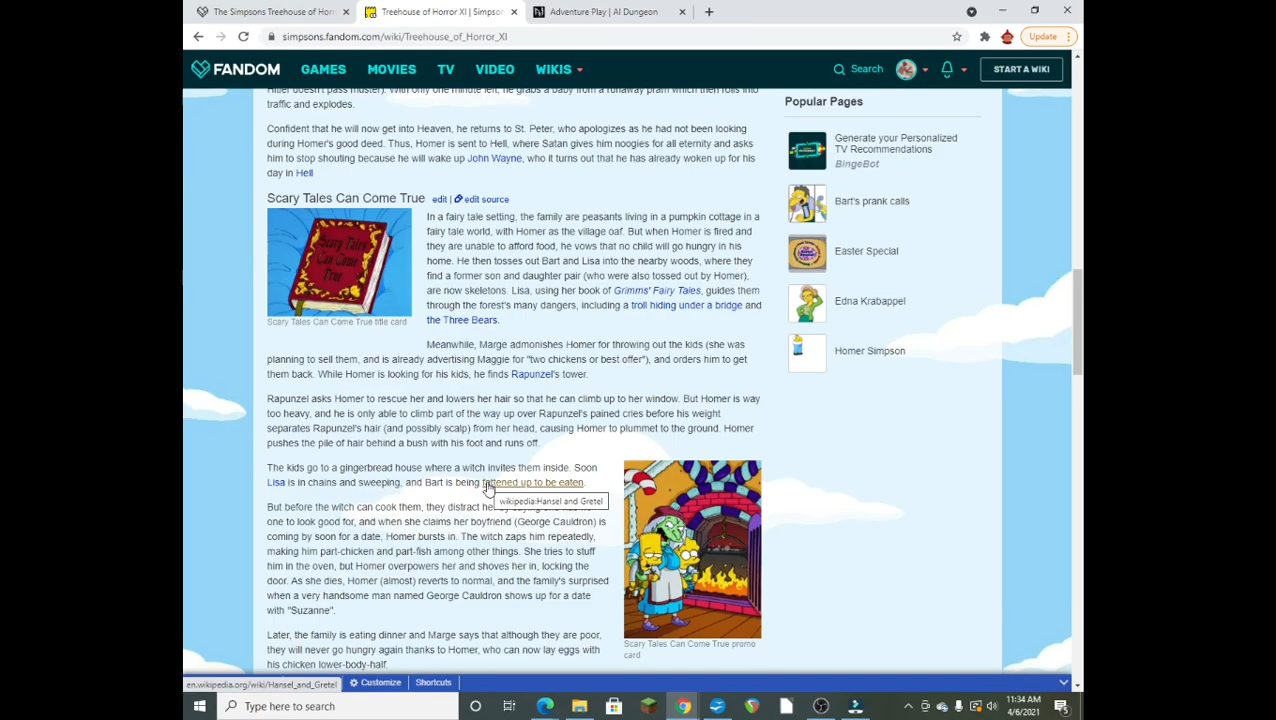 The Simpsons Treehouse of Hor
Treehouse of Horror XI | Simpson
Adventure Play | AI Dungeon
simpsons.fandom.com/wiki/Treehouse_of_Horror_XI
Update
FANDOM GAMES MOVIES TV VIDEO WIKIS Search START A WIKI
Hitler doesn't pass muster). With only one minute left, he grabs a baby from a runaway pram which then rolls into
traffic and explodes.
Confident that he will now get into Heaven, he returns to St. Peter, who apologizes as he had not been looking
during Homer's good deed. Thus, Homer is sent to Hell, where Satan gives him noogies for all eternity and asks
him to stop shouting because he will wake up John Wayne, who it turns out that he has already woken up for his
day in Hell
Scary Tales Can Come True edit | edit source
Scary Tales
Can Come
True
Scary Tales Can Come True title card
In a fairy tale setting, the family are peasants living in a pumpkin cottage in a
fairy tale world, with Homer as the village oaf. But when Homer is fired and
they are unable to afford food, he vows that no child will go hungry in his
home. He then tosses out Bart and Lisa into the nearby woods, where they
find a former son and daughter pair (who were also tossed out by Homer),
are now skeletons. Lisa, using her book of Grimms' Fairy Tales, guides them
through the forest's many dangers, including a troll hiding under a bridge and
the Three Bears.
Meanwhile, Marge admonishes Homer for throwing out the kids (she was
planning to sell them, and is already advertising Maggie for "two chickens or best offer"), and orders him to get
them back. While Homer is looking for his kids, he finds Rapunzel's tower.
Rapunzel asks Homer to rescue her and lowers her hair so that he can climb up to her window. But Homer is way
too heavy, and he is only able to climb part of the way up over Rapunzel's pained cries before his weight
separates Rapunzel's hair (and possibly scalp) from her head, causing Homer to plummet to the ground. Homer
pushes the pile of hair behind a bush with his foot and runs off.
The kids go to a gingerbread house where a witch invites them inside. Soon
Lisa is in chains and sweeping, and Bart is being fattened up to be eaten.
wikipedia:Hansel and Gretel
But before the witch can cook them, they distract
one to look good for, and when she claims her boyfriend (George Cauldron) is
coming by soon for a date, Homer bursts in. The witch zaps him repeatedly,
making him part-chicken and part-fish among other things. She tries to stuff
him in the oven, but Homer overpowers her and shoves her in, locking the
door. As she dies, Homer (almost) reverts to normal, and the family's surprised
when a very handsome man named George Cauldron shows up for a date
with "Suzanne".
Later, the family is eating dinner and Marge says that although they are poor,
they will never go hungry again thanks to Homer, who can now lay eggs with
his chicken lower-body-half.
Scary Tales Can Come True promo
card
Popular Pages
Generate your Personalized
TV Recommendations
BingeBot
Bart's prank calls
Easter Special
Edna Krabappel
Homer Simpson
en.wikipedia.org/wiki/Hansel_and_Gretel
Customize Shortcuts
Type here to search
11:34 AM
4/6/2021
5